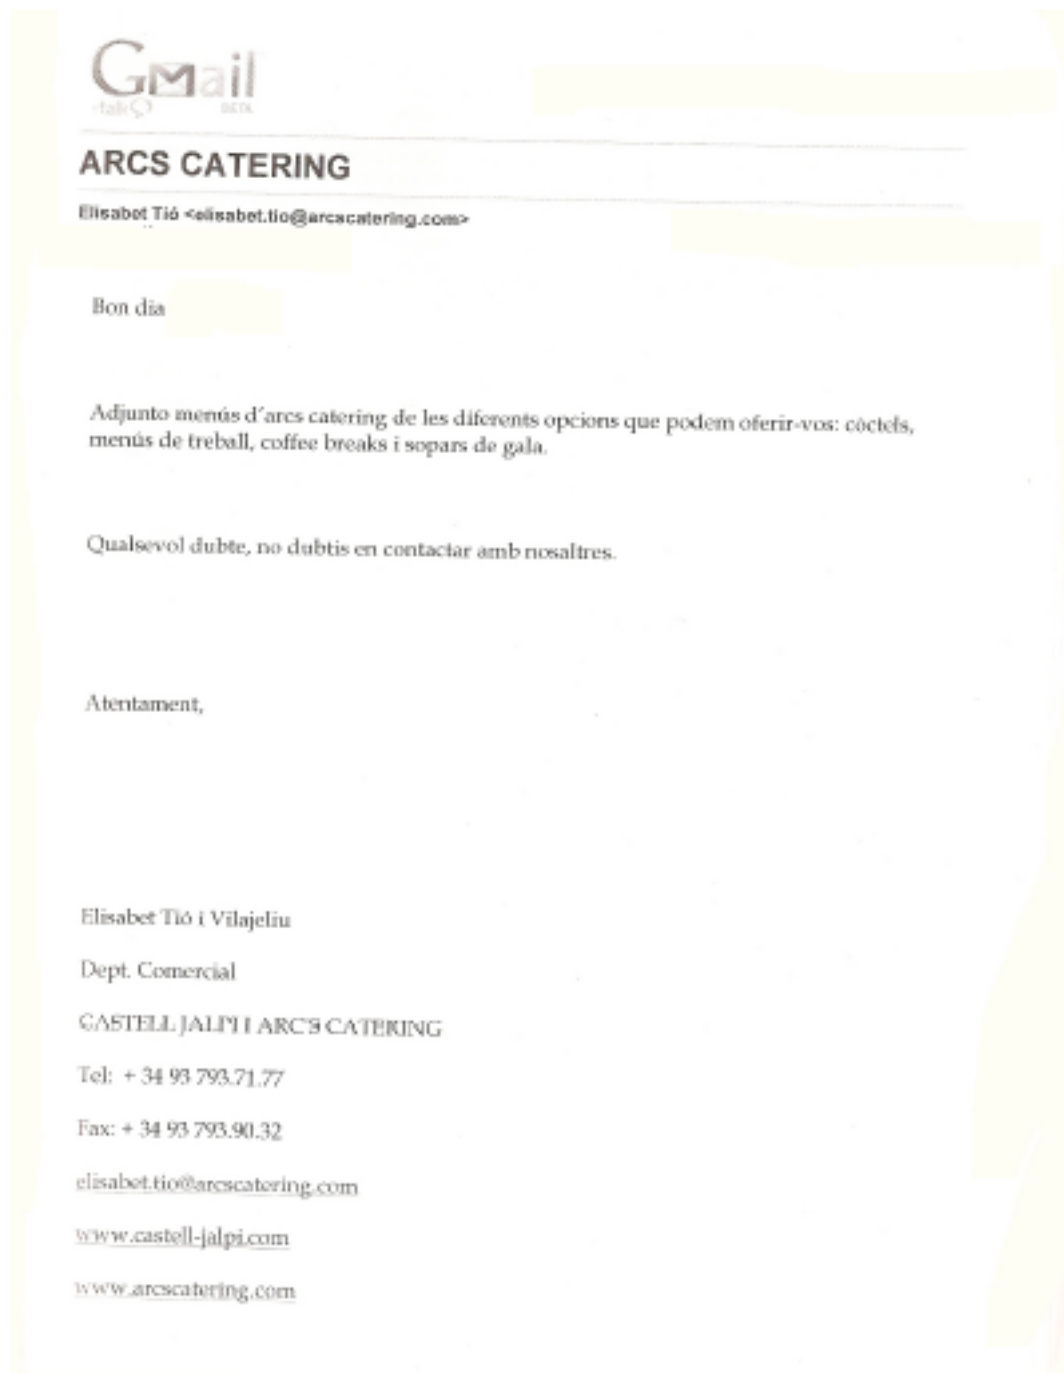 GMail
talk BETA
ARCS CATERING
Elisabet Tió <elisabet.tio@arcscatering.com>
Bon dia
Adjunto menús d´arcs catering de les diferents opcions que podem oferir-vos: còctels,
menús de treball, coffee breaks i sopars de gala.
Qualsevol dubte, no dubtis en contactar amb nosaltres.
Atentament,
Elisabet Tió i Vilajeliu
Dept. Comercial
CASTELL JALPI I ARC'S CATERING
Tel: + 34 93 793.71.77
Fax: + 34 93 793.90.32
elisabet.tio@arcscatering.com
www.castell-jalpi.com
www.arcscatering.com